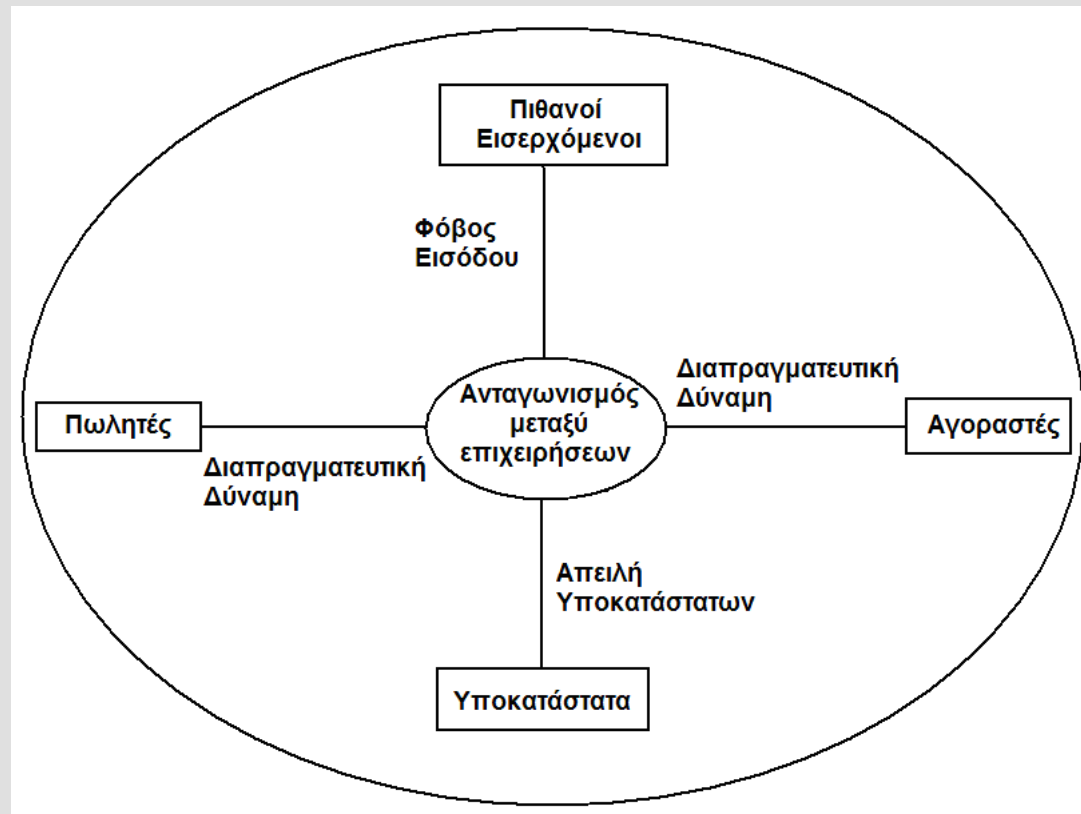 Πιθανοί
Εισερχόμενοι
Φόβος
Εισόδου
Διαπραγματευτική
Δύναμη
Πωλητές
Ανταγωνισμός
μεταξύ
επιχειρήσεων
Αγοραστές
Διαπραγματευτική
Δύναμη
Απειλή
Υποκατάστατων
Υποκατάστατα